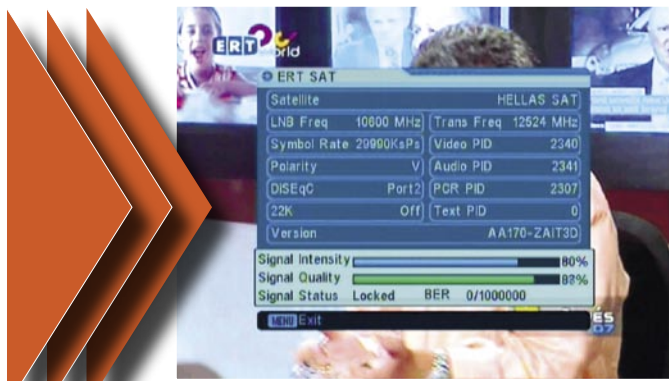 ERT
rld
ERT SAT
Satellite HELLAS SAT
LNB Freq 10600 MHz Trans Freq 12524 MHz
Symbol Rate 29990KsPs Video PID 2340
Polarity V Audio PID 2341
DiSEqC Port2 PCR PID 2307
22K Off Text PID 0
Version AA170-ZAIT3D
Signal Intensity 80%
Signal Quality 88%
Signal Status Locked BER 0/1000000
MENU Exit
ES
07